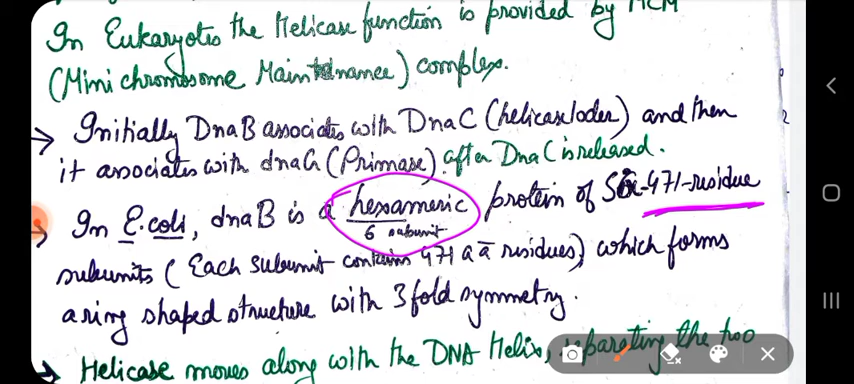 In Eukaryotes the Helicase function is provided by MCM
(Mini chromosome Maintenance) complex.
→ Initially DnaB associates with DnaC (helicase loder) and then
it associates with dnaG (Primase) after DnaC is released.
→ In E.coli, dnaB is a hexameric protein of Six-471-residue
6 subunit
subunits (Each subunit contains 471 a a residues) which forms
a ring shaped structure with 3 fold symmetry.
→ Helicase moves along with the DNA Helix, separating the two